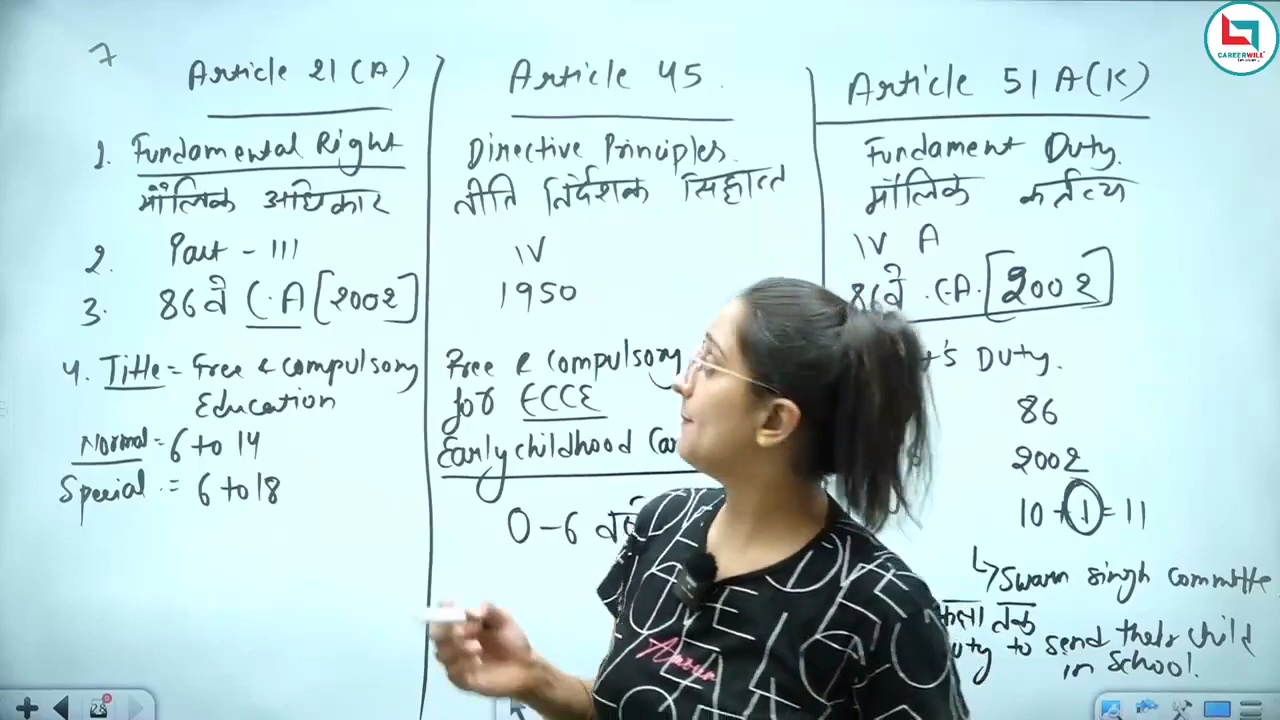 7
Article 21(A)
1. Fundamental Right
मौलिक अधिकार
2. Part - III
3. 86वे C.A [2002]
4. Title = Free & compulsory
Education
Normal = 6 to 14
Special = 6 to 18
Article 45
Directive Principles.
नीति निर्देशक सिद्धान्त
IV
1950
Free & compulsory
for ECCE
Early childhood
0-6
Article 51 A(K)
Fundament Duty.
मौलिक कर्तव्य
IV A
86वे .C.A. [2002]
Duty.
86
2002
10 + 1 = 11
↳ Swarn Singh Committe
to send their child
in School.
CAREERWILL
28